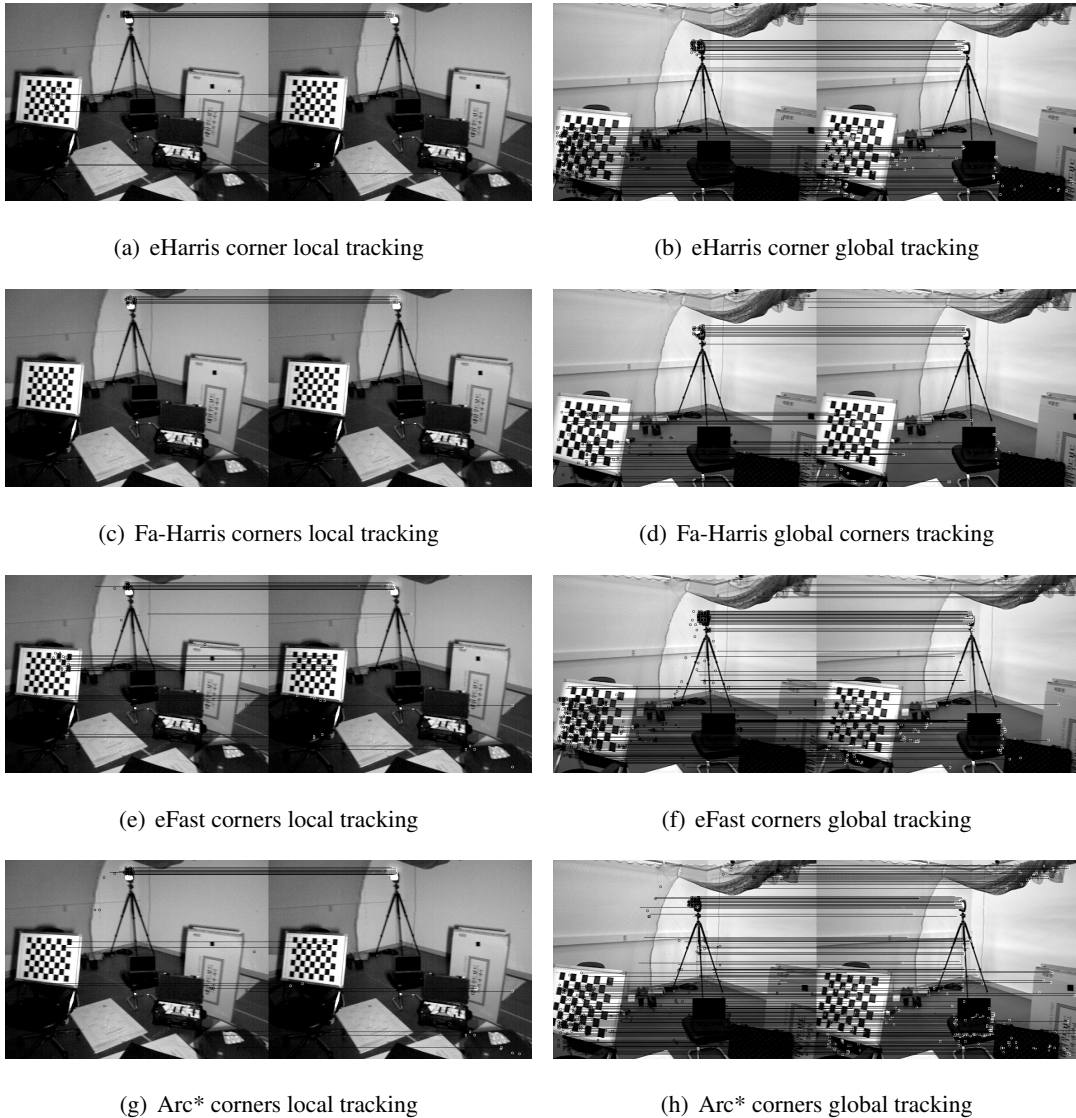 (a) eHarris corner local tracking
(b) eHarris corner global tracking
(c) Fa-Harris corners local tracking
(d) Fa-Harris global corners tracking
(e) eFast corners local tracking
(f) eFast corners global tracking
(g) Arc* corners local tracking
(h) Arc* corners global tracking